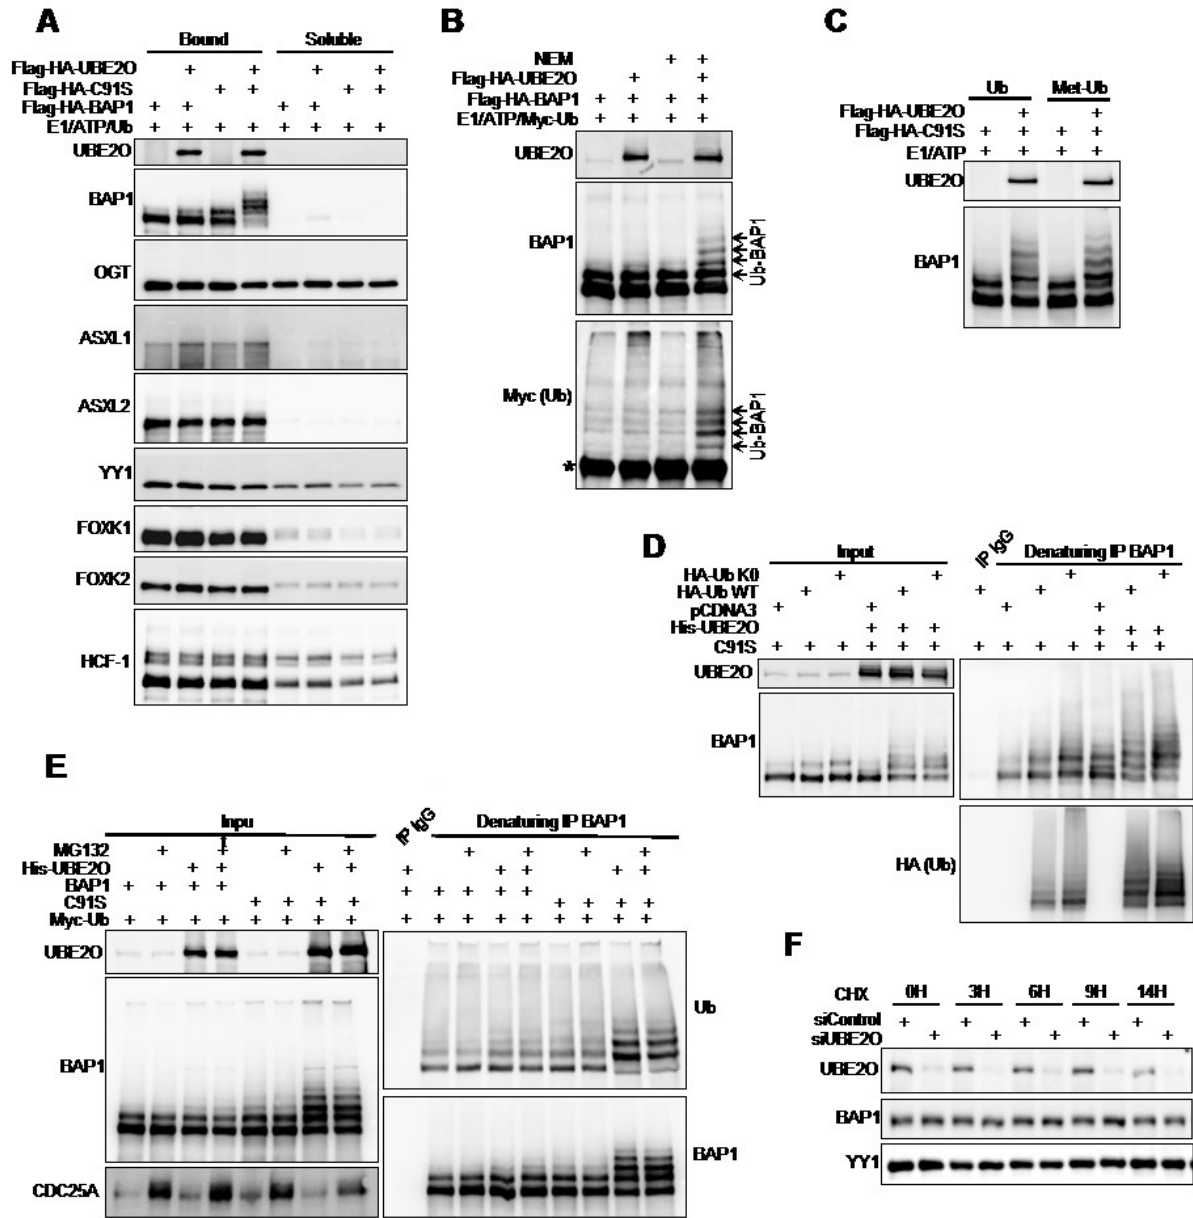 A
Bound Soluble
Flag-HA-UBE2O + + + +
Flag-HA-C91S + + + +
Flag-HA-BAP1 + + + +
E1/ATP/Ub + + + + + + + +
UBE2O
BAP1
OGT
ASXL1
ASXL2
YY1
FOXK1
FOXK2
HCF-1
B
NEM + +
Flag-HA-UBE2O + +
Flag-HA-BAP1 + + + +
E1/ATP/Myc-Ub + + + +
UBE2O
BAP1
Ub-BAP1
Myc (Ub)
Ub-BAP1
*
C
Ub Met-Ub
Flag-HA-UBE2O + +
Flag-HA-C91S + + + +
E1/ATP + + + +
UBE2O
BAP1
D
Input IP IgG Denaturing IP BAP1
HA-Ub K0 + + + +
HA-Ub WT + + + + +
pCDNA3 + + + +
His-UBE2O + + + + + +
C91S + + + + + + + + + + + + +
UBE2O
BAP1
HA (Ub)
E
Inpu IP IgG Denaturing IP BAP1
MG132 + + + + + + + +
His-UBE2O + + + + + + + + +
BAP1 + + + + + + + + +
C91S + + + + + + + +
Myc-Ub + + + + + + + + + + + + + + + + +
UBE2O
BAP1
CDC25A
Ub
BAP1
F
CHX 0H 3H 6H 9H 14H
siControl + + + + +
siUBE2O + + + + +
UBE2O
BAP1
YY1